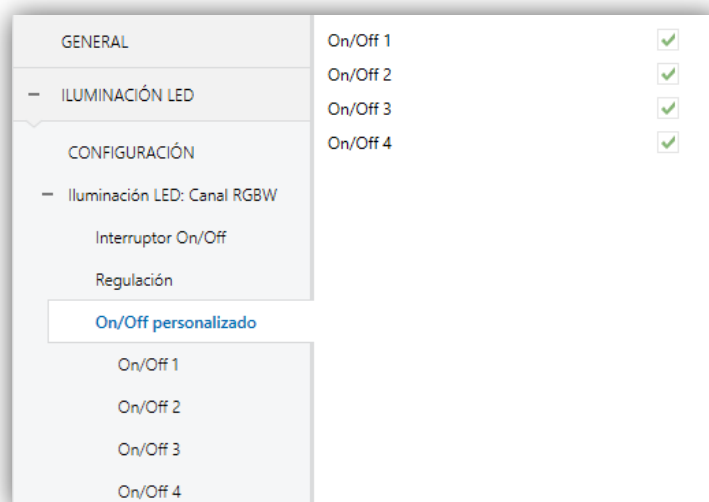 GENERAL
ILUMINACIÓN LED
CONFIGURACIÓN
Iluminación LED: Canal RGBW
Interruptor On/Off
Regulación
On/Off personalizado
On/Off 1
On/Off 2
On/Off 3
On/Off 4
On/Off 1
On/Off 2
On/Off 3
On/Off 4